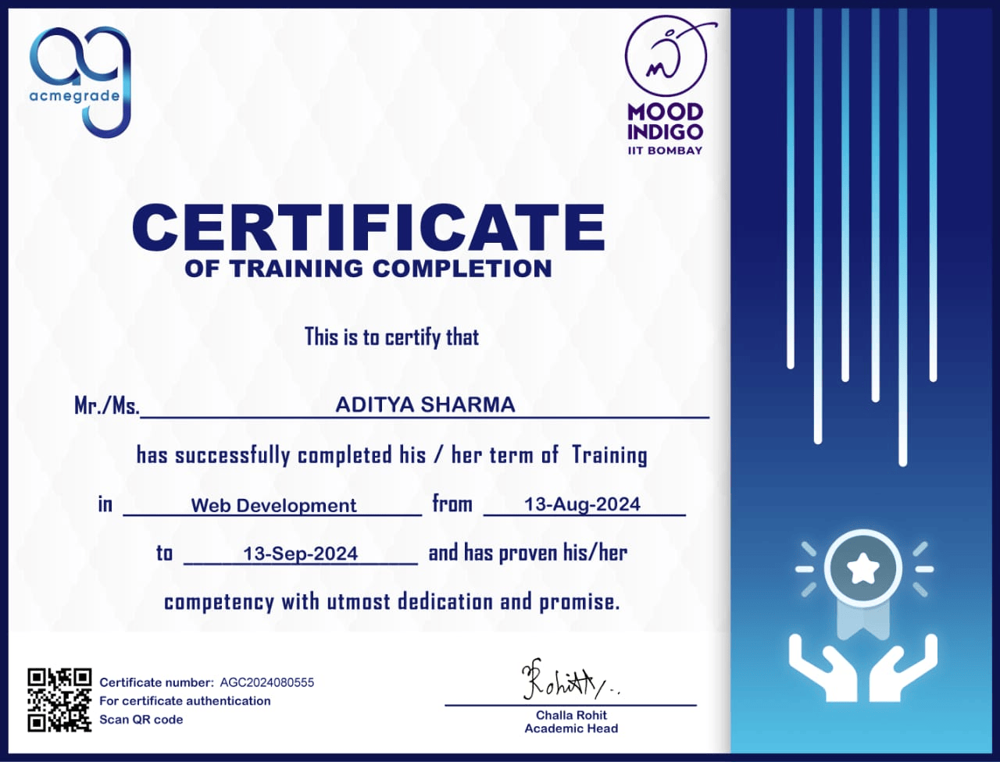 acmegrade
MOOD
INDIGO
IIT BOMBAY
CERTIFICATE
OF TRAINING COMPLETION
This is to certify that
Mr./Ms. ADITYA SHARMA
has successfully completed his / her term of Training
in Web Development from 13-Aug-2024
to 13-Sep-2024 and has proven his/her
competency with utmost dedication and promise.
Certificate number: AGC2024080555
For certificate authentication
Scan QR code
Rohitt
Challa Rohit
Academic Head